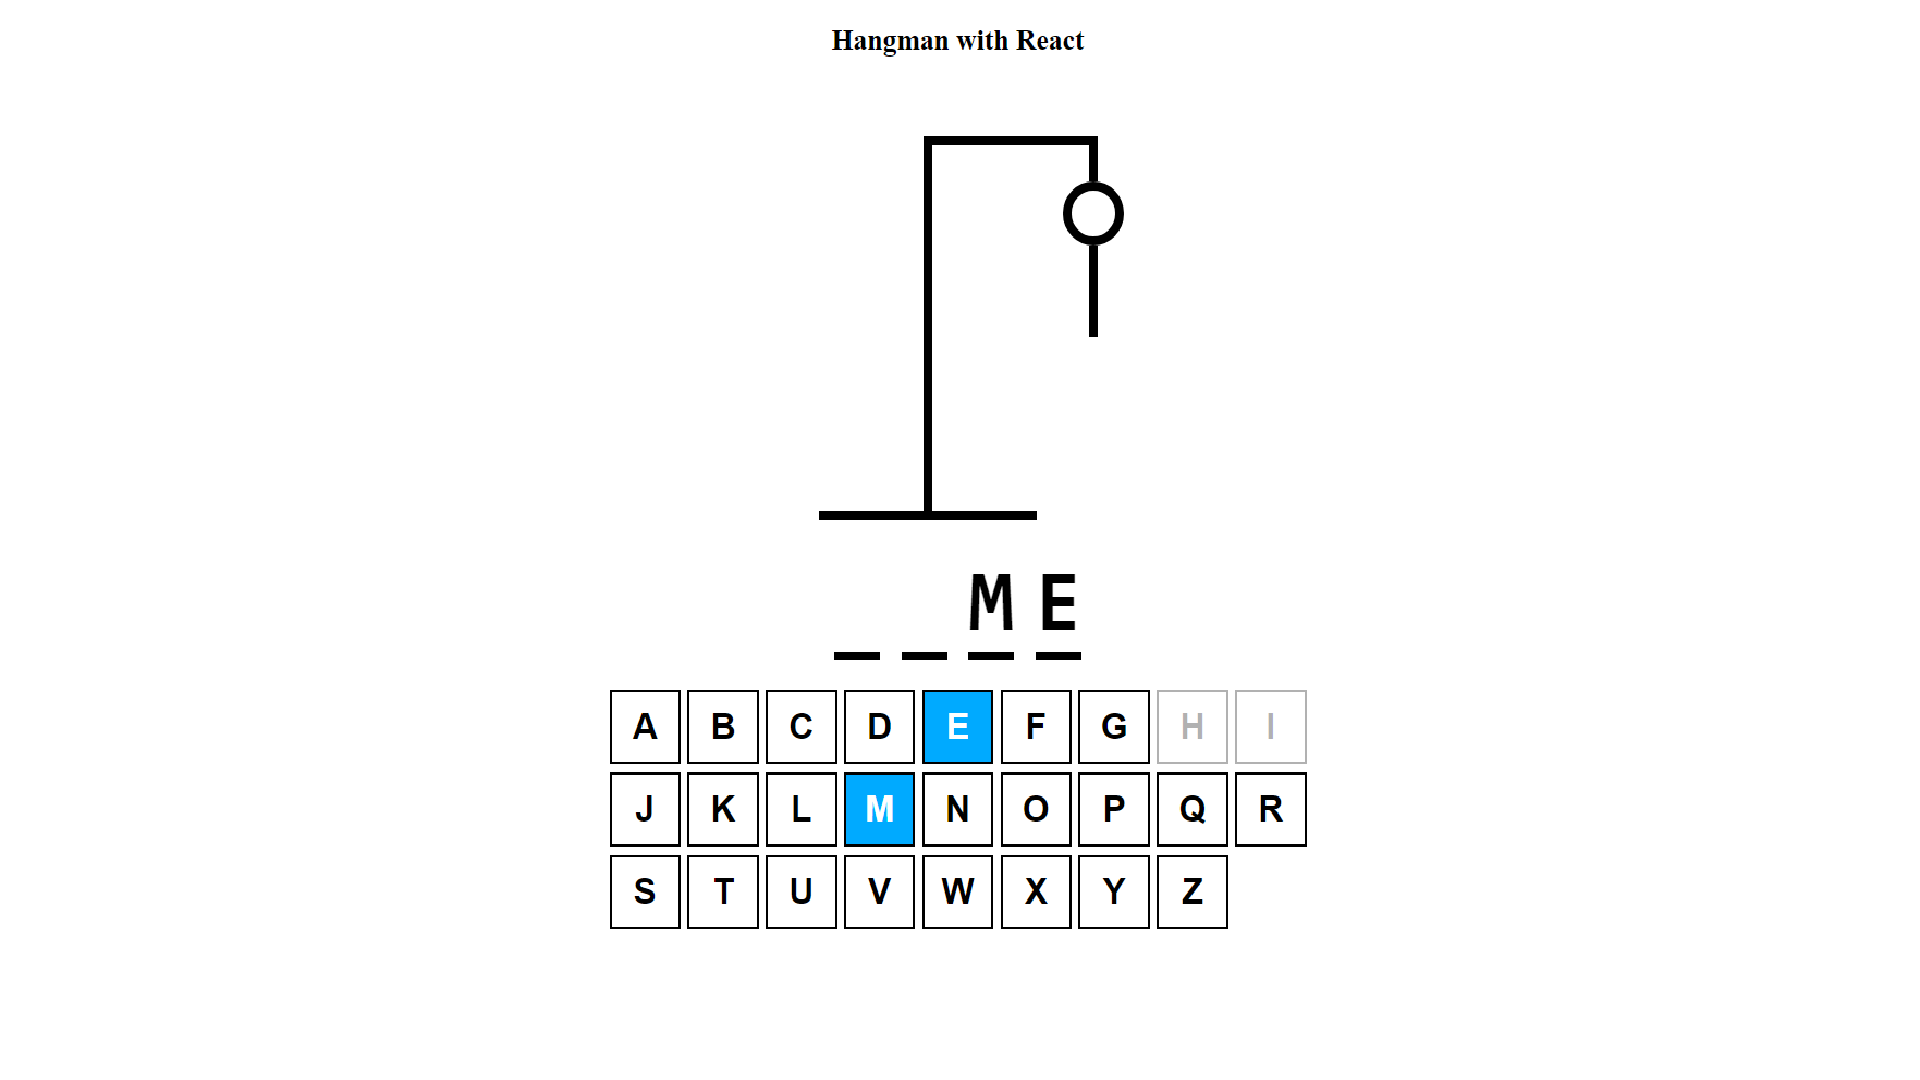 Hangman with React
M E
A B C D E F G H I
J K L M N O P Q R
S T U V W X Y Z